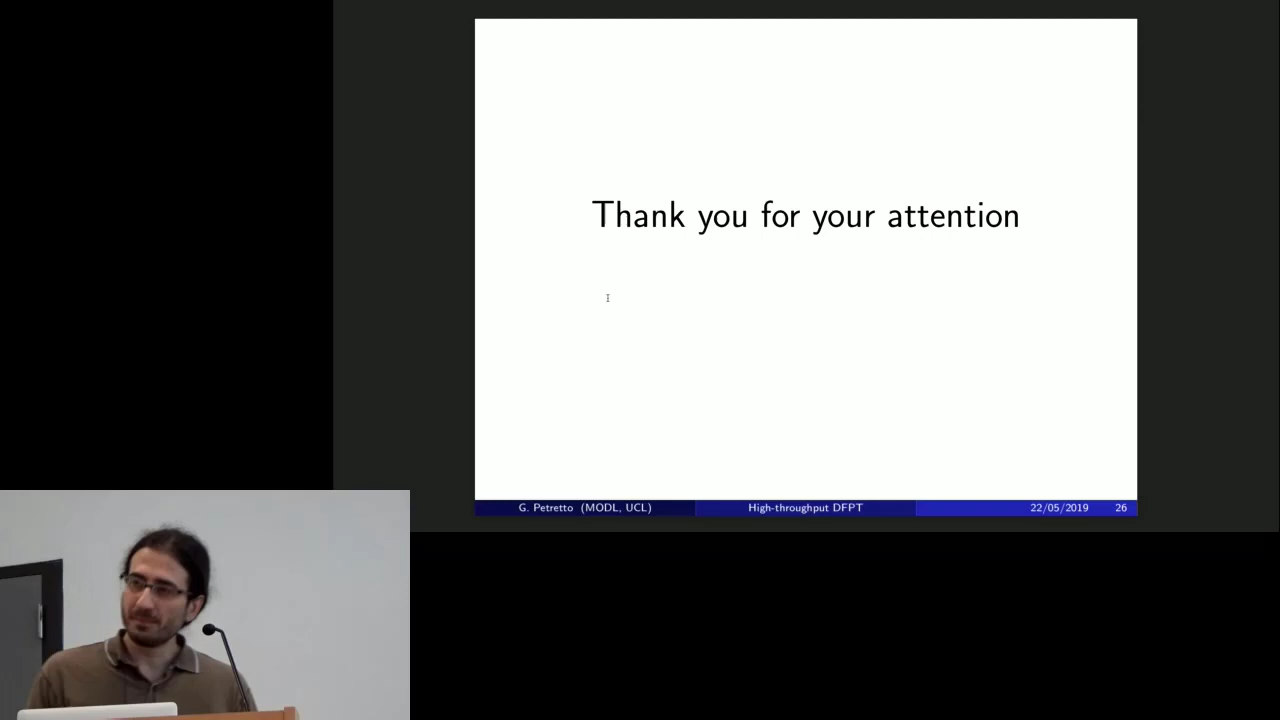 Thank you for your attention
G. Petretto (MODL, UCL) High-throughput DFPT 22/05/2019 26